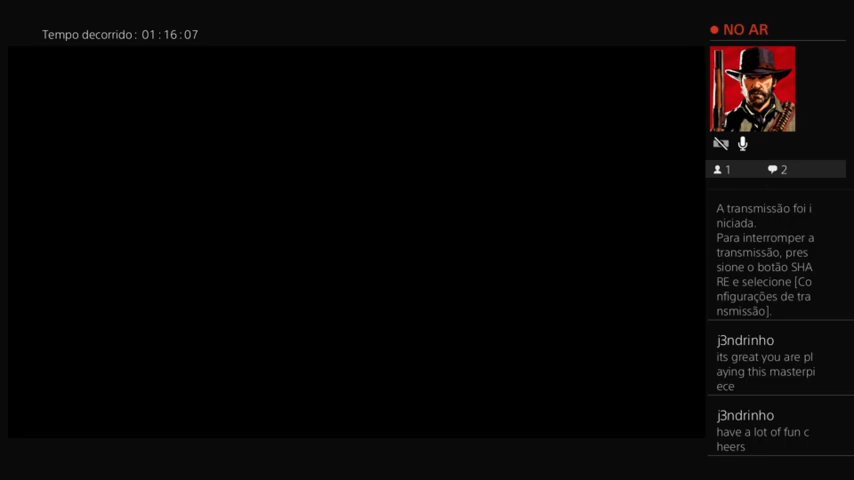 Tempo decorrido: 01:16:07
NO AR
1
2
A transmissão foi i
niciada.
Para interromper a
transmissão, pres
sione o botão SHA
RE e selecione [Co
nfigurações de tra
nsmissão].
j3ndrinho
its great you are pl
aying this masterpi
ece
j3ndrinho
have a lot of fun c
heers